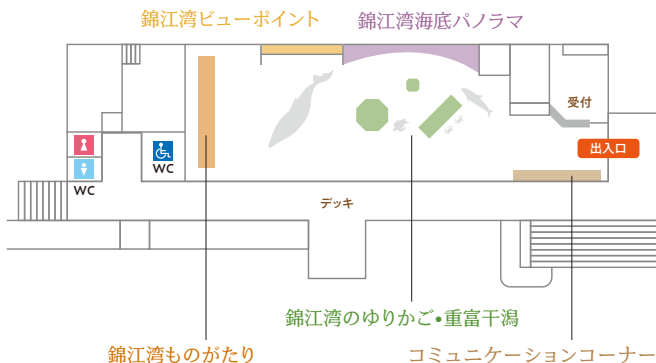 錦江湾ビューポイント
錦江湾海底パノラマ
受付
出入口
WC
WC
デッキ
錦江湾のゆりかご•重富干潟
錦江湾ものがたり
コミュニケーションコーナー